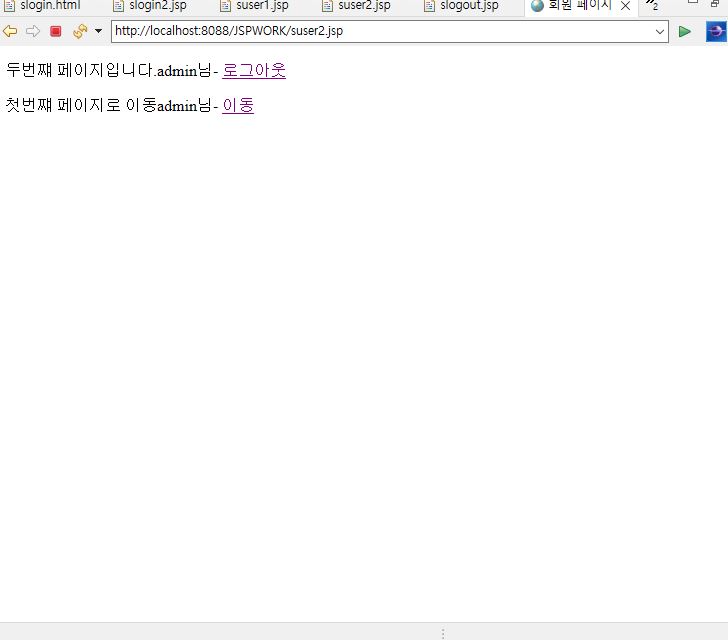 slogin.html slogin2.jsp suser1.jsp suser2.jsp slogout.jsp 회원 페이지 2
http://localhost:8088/JSPWORK/suser2.jsp
두번쨰 페이지입니다.admin님- 로그아웃
첫번쨰 페이지로 이동admin님- 이동